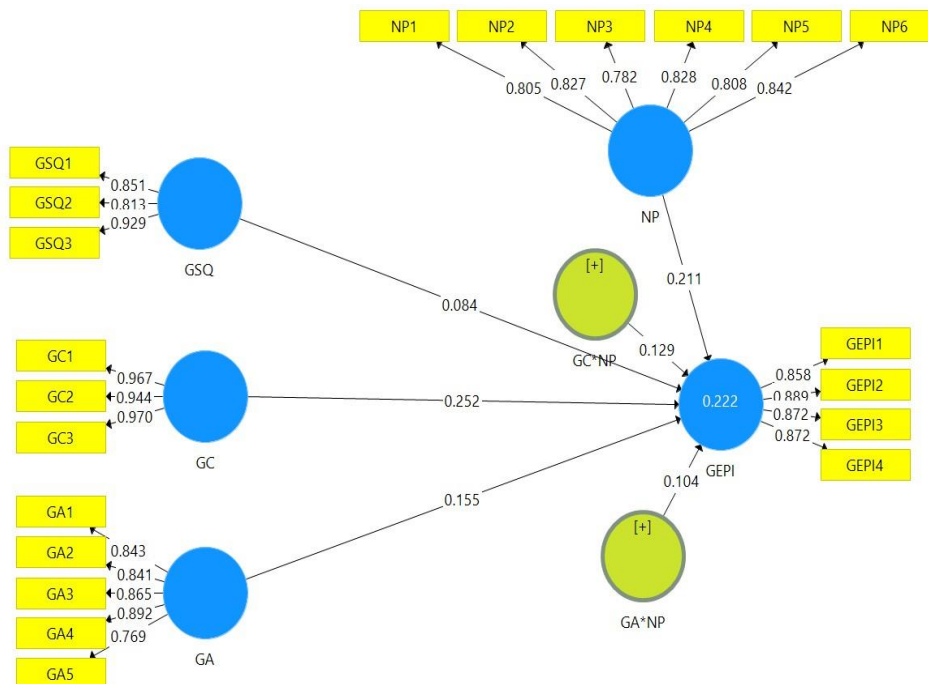 NP1 NP2 NP3 NP4 NP5 NP6
0.805 0.827 0.782 0.828 0.808 0.842
NP
0.211
GSQ1
GSQ2
GSQ3
0.851
0.813
0.929
GSQ
0.084
[+]
GC*NP
0.129
GC1
GC2
GC3
0.967
0.944
0.970
GC
0.252
0.222
GEPI
0.858
0.889
0.872
0.872
GEPI1
GEPI2
GEPI3
GEPI4
GA1
GA2
GA3
GA4
GA5
0.843
0.841
0.865
0.892
0.769
GA
0.155
0.104
[+]
GA*NP